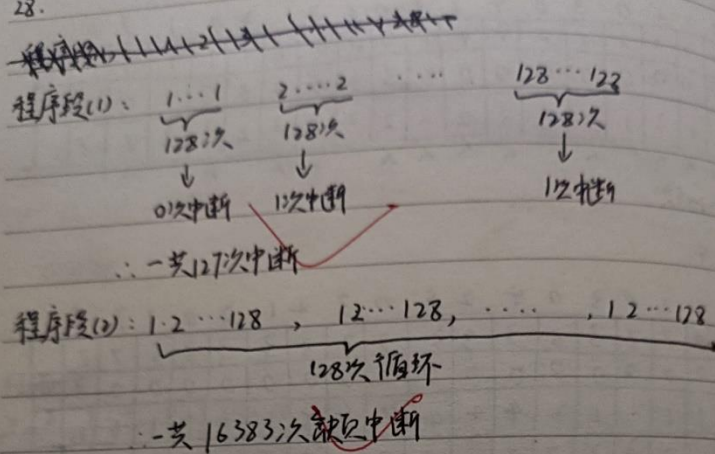 28.
程序段(1): 1···1 2····2 ···· 128···128
128次 128次 128次
↓ ↓ ↓
0次中断 1次中断 1次中断
∴一共127次中断
程序段(2): 1·2···128 , 12···128, ····· , 12···128
128次循环
∴一共16383次缺页中断